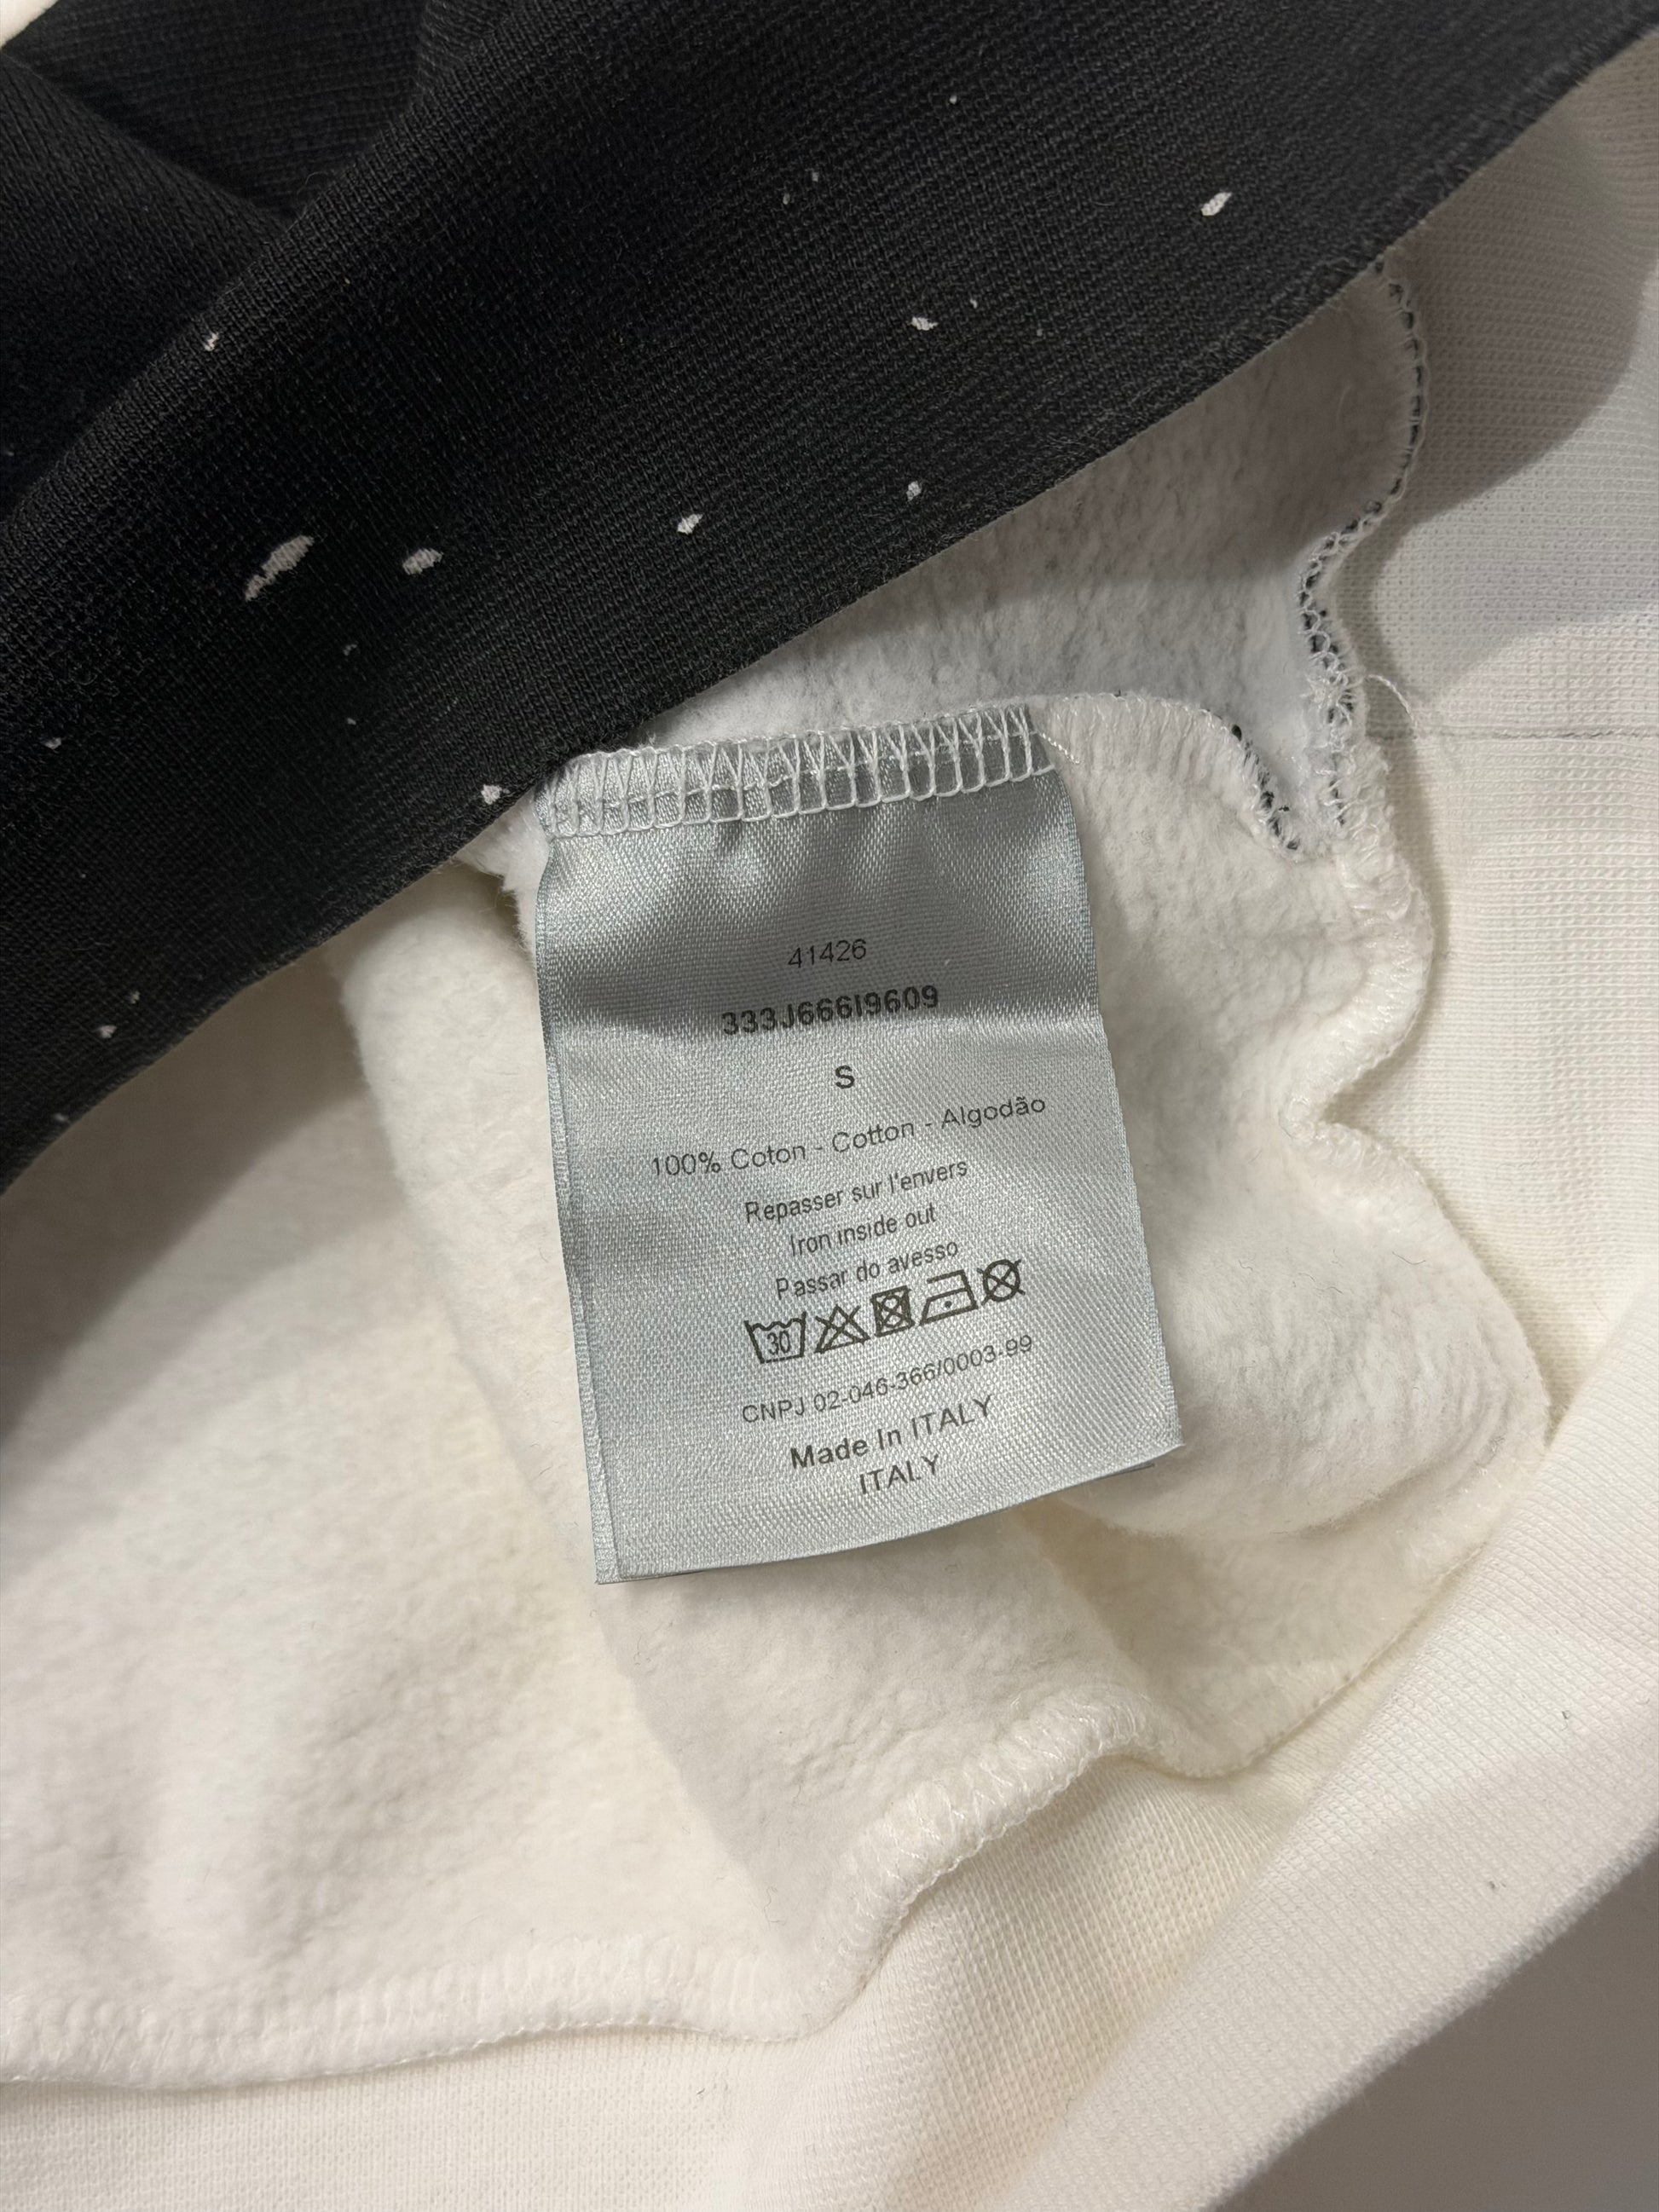 41426
333J666I9609
S
100% Coton - Cotton - Algodão
Repasser sur l'envers
Iron inside out
Passar do avesso
30
CNPJ 02-046-366/0003-99
Made In ITALY
ITALY